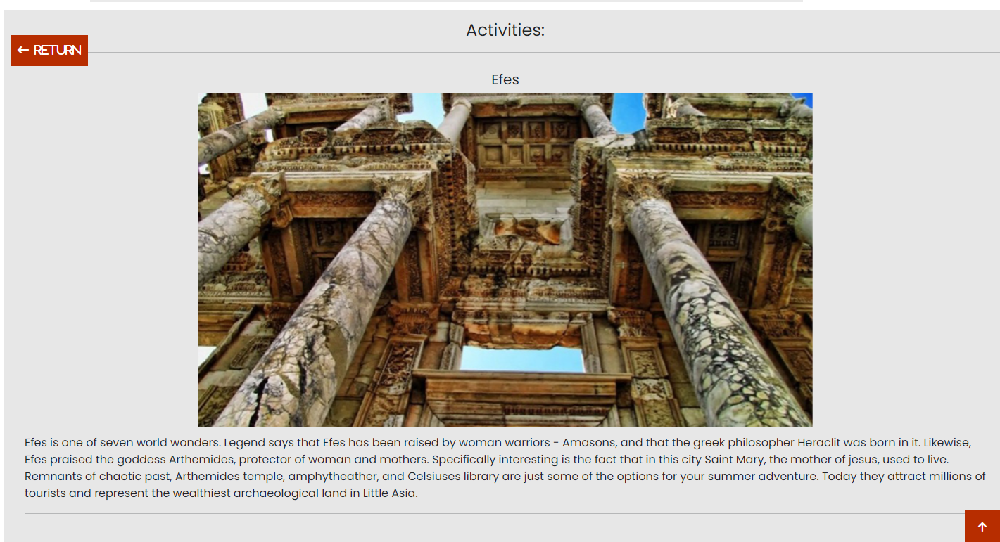 Activities:
← RETURN
Efes
Efes is one of seven world wonders. Legend says that Efes has been raised by woman warriors - Amasons, and that the greek philosopher Heraclit was born in it. Likewise,
Efes praised the goddess Arthemides, protector of woman and mothers. Specifically interesting is the fact that in this city Saint Mary, the mother of jesus, used to live.
Remnants of chaotic past, Arthemides temple, amphytheather, and Celsiuses library are just some of the options for your summer adventure. Today they attract millions of
tourists and represent the wealthiest archaeological land in Little Asia.